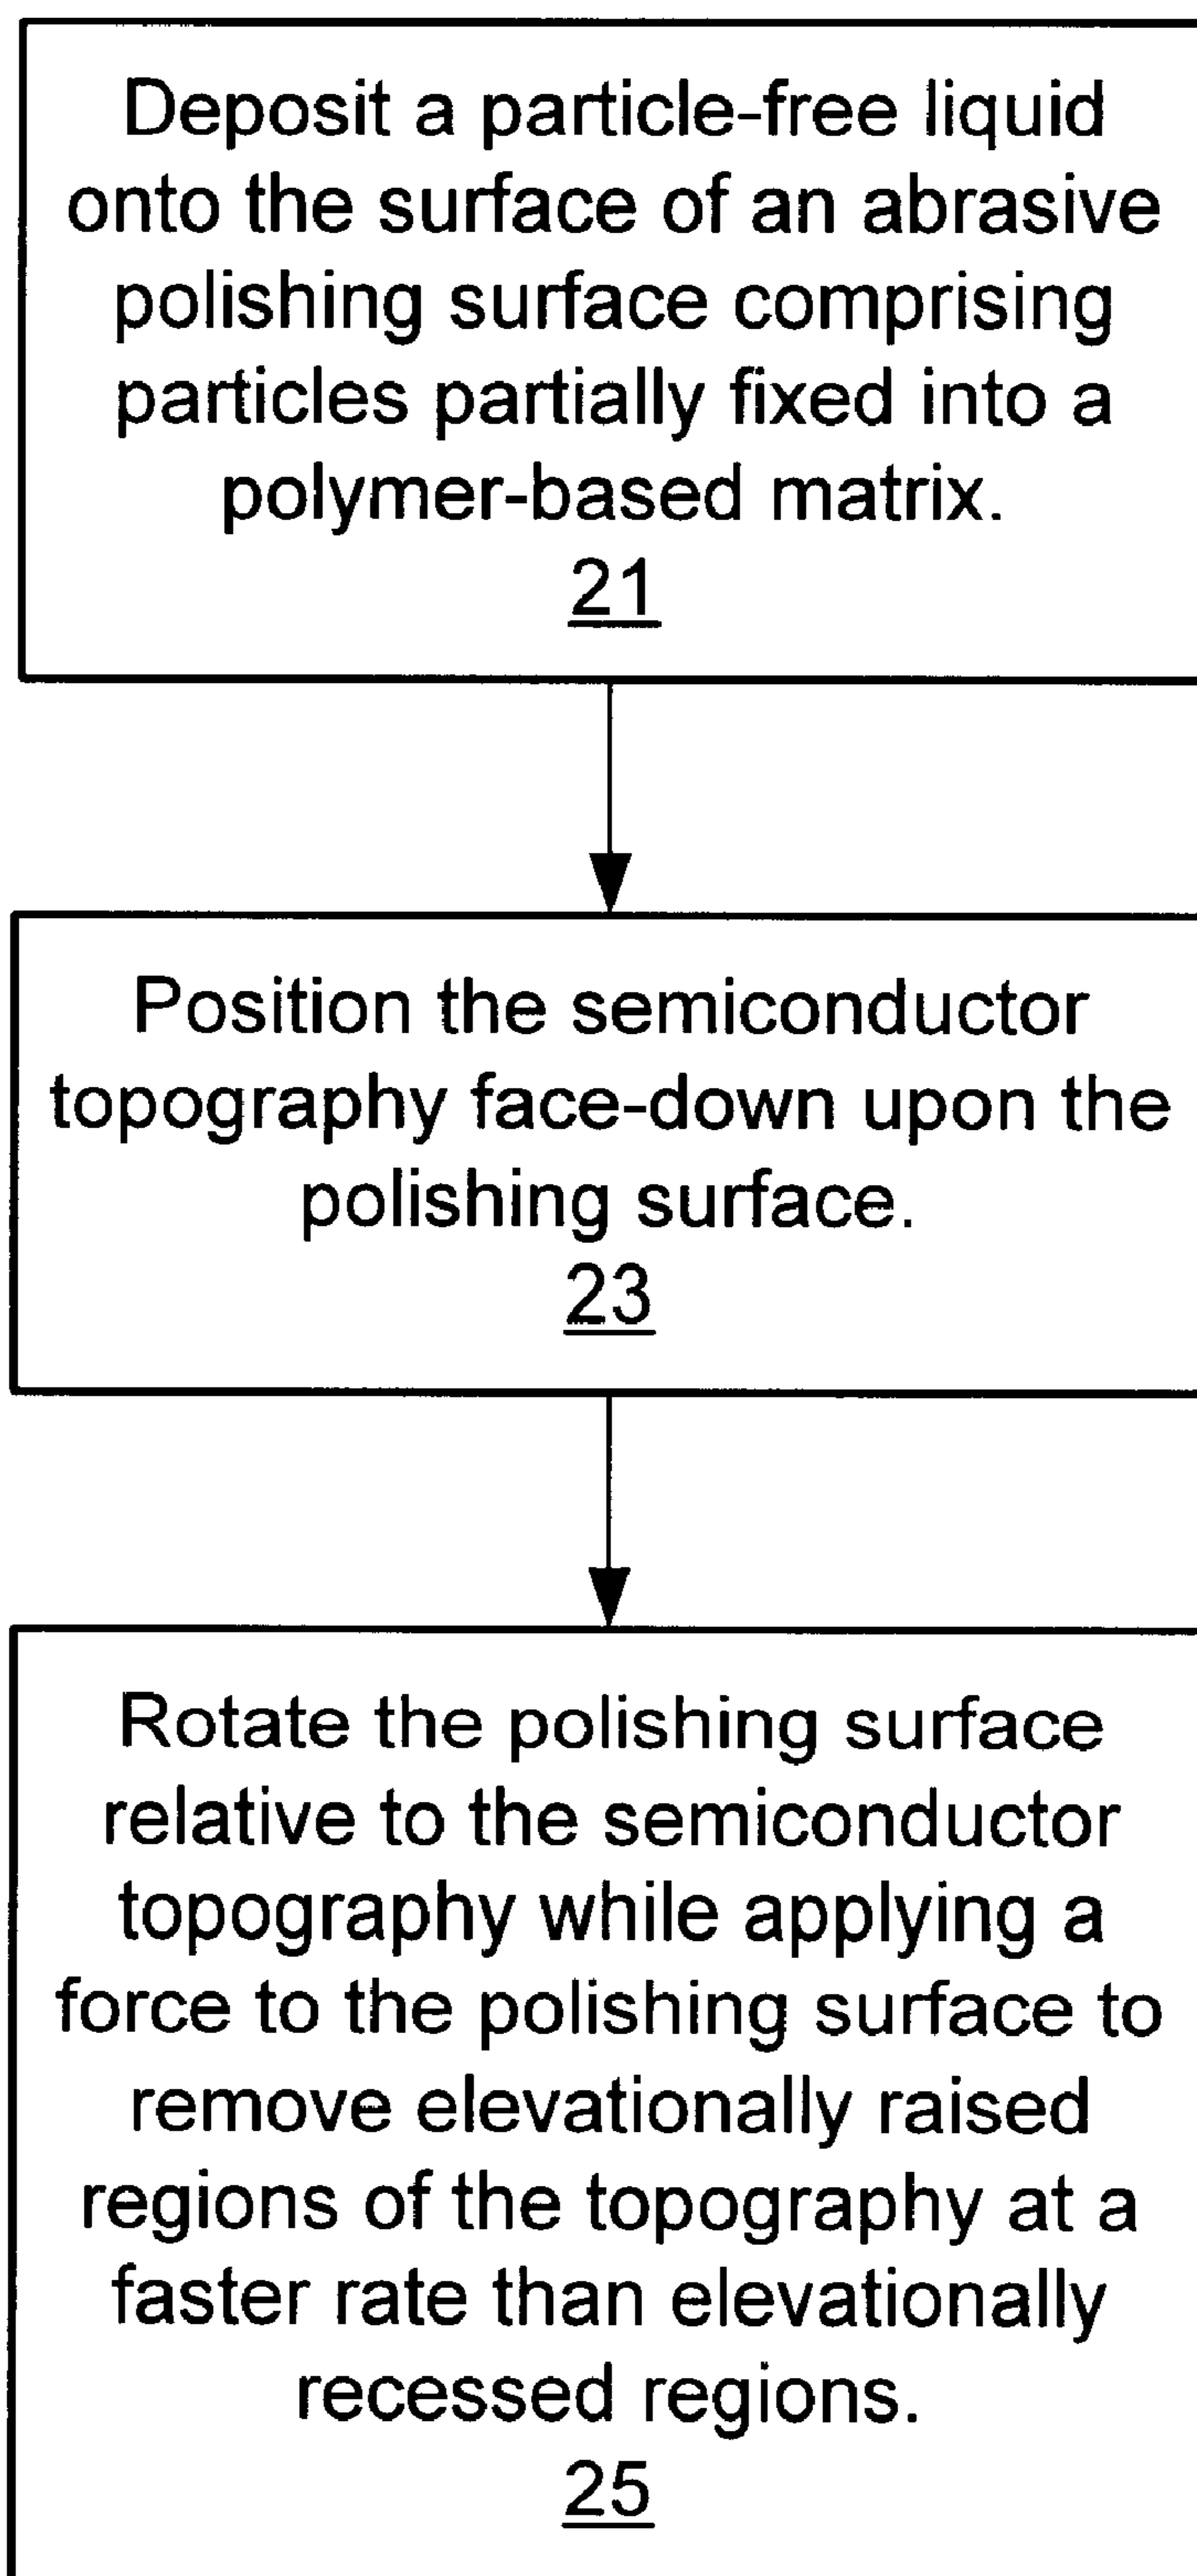 Deposit a particle-free liquid
onto the surface of an abrasive
polishing surface comprising
particles partially fixed into a
polymer-based matrix.
21
Position the semiconductor
topography face-down upon the
polishing surface.
23
Rotate the polishing surface
relative to the semiconductor
topography while applying a
force to the polishing surface to
remove elevationally raised
regions of the topography at a
faster rate than elevationally
recessed regions.
25